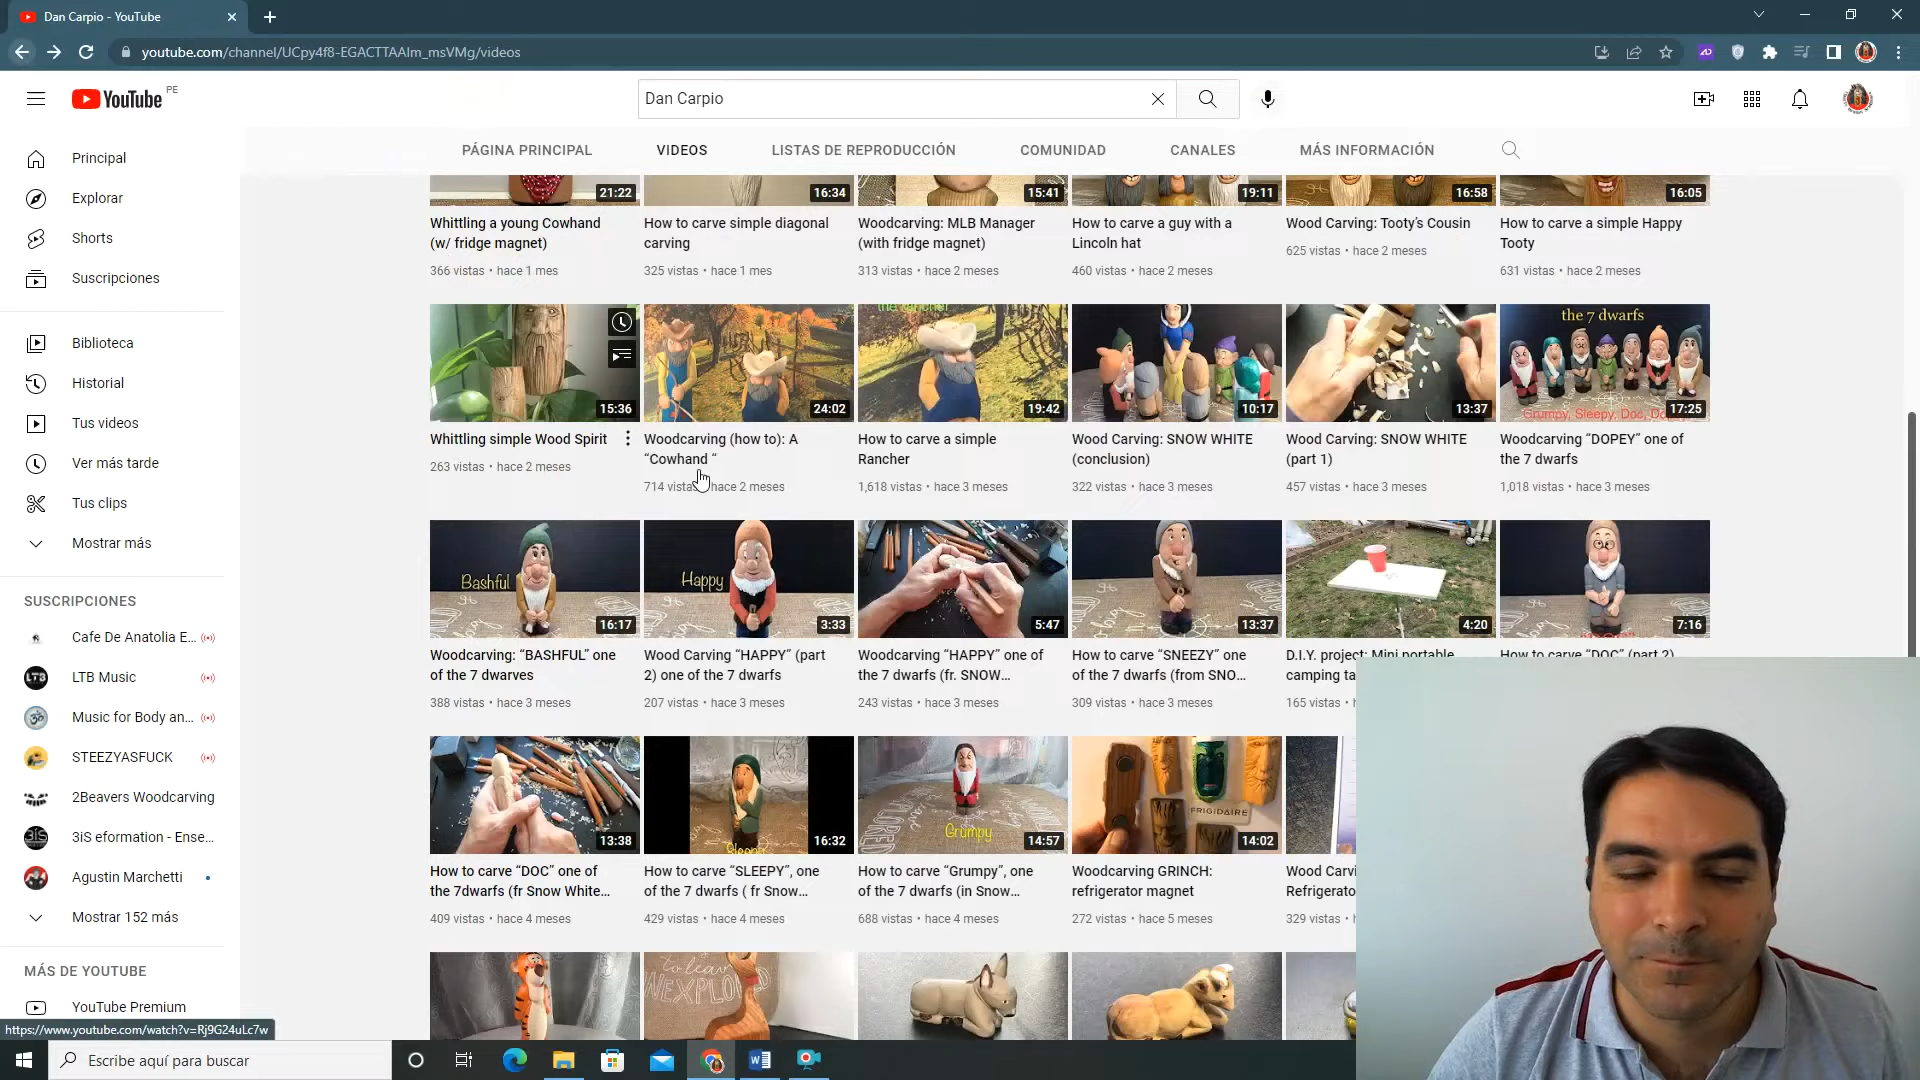 Dan Carpio - YouTube
youtube.com/channel/UCpy4f8-EGACTTAAlm_msVMg/videos
YouTube PE
Dan Carpio
PÁGINA PRINCIPAL VIDEOS LISTAS DE REPRODUCCIÓN COMUNIDAD CANALES MÁS INFORMACIÓN
Principal
Explorar
Shorts
Suscripciones
Biblioteca
Historial
Tus videos
Ver más tarde
Tus clips
Mostrar más
SUSCRIPCIONES
Cafe De Anatolia E...
LTB Music
Music for Body an...
STEEZYASFUCK
2Beavers Woodcarving
3iS eformation - Ense...
Agustin Marchetti
Mostrar 152 más
MÁS DE YOUTUBE
YouTube Premium
21:22
Whittling a young Cowhand
(w/ fridge magnet)
366 vistas • hace 1 mes
16:34
How to carve simple diagonal
carving
325 vistas • hace 1 mes
15:41
Woodcarving: MLB Manager
(with fridge magnet)
313 vistas • hace 2 meses
19:11
How to carve a guy with a
Lincoln hat
460 vistas • hace 2 meses
16:58
Wood Carving: Tooty’s Cousin
625 vistas • hace 2 meses
16:05
How to carve a simple Happy
Tooty
631 vistas • hace 2 meses
15:36
Whittling simple Wood Spirit
263 vistas • hace 2 meses
24:02
Woodcarving (how to): A
“Cowhand “
714 vistas hace 2 meses
19:42
How to carve a simple
Rancher
1,618 vistas • hace 3 meses
10:17
Wood Carving: SNOW WHITE
(conclusion)
322 vistas • hace 3 meses
13:37
Wood Carving: SNOW WHITE
(part 1)
457 vistas • hace 3 meses
the 7 dwarfs
Grumpy, Sleepy, Doc,
17:25
Woodcarving “DOPEY” one of
the 7 dwarfs
1,018 vistas • hace 3 meses
Bashful
16:17
Woodcarving: “BASHFUL” one
of the 7 dwarves
388 vistas • hace 3 meses
Happy
3:33
Wood Carving “HAPPY” (part
2) one of the 7 dwarfs
207 vistas • hace 3 meses
5:47
Woodcarving “HAPPY” one of
the 7 dwarfs (fr. SNOW...
243 vistas • hace 3 meses
13:37
How to carve “SNEEZY” one
of the 7 dwarfs (from SNO...
309 vistas • hace 3 meses
4:20
D.I.Y. project: Mini portable
camping
165 vistas
7:16
How to carve “DOC” (part 2)
13:38
How to carve “DOC” one of
the 7dwarfs (fr Snow White...
409 vistas • hace 4 meses
16:32
How to carve “SLEEPY”, one
of the 7 dwarfs ( fr Snow...
429 vistas • hace 4 meses
Grumpy
14:57
How to carve “Grumpy”, one
of the 7 dwarfs (in Snow...
688 vistas • hace 4 meses
FRIGIDAIRE
14:02
Woodcarving GRINCH:
refrigerator magnet
272 vistas • hace 5 meses
Wood
329 vistas
to leave
UNEXPLORED
https://www.youtube.com/watch?v=Rj9G24uLc7w
Escribe aquí para buscar